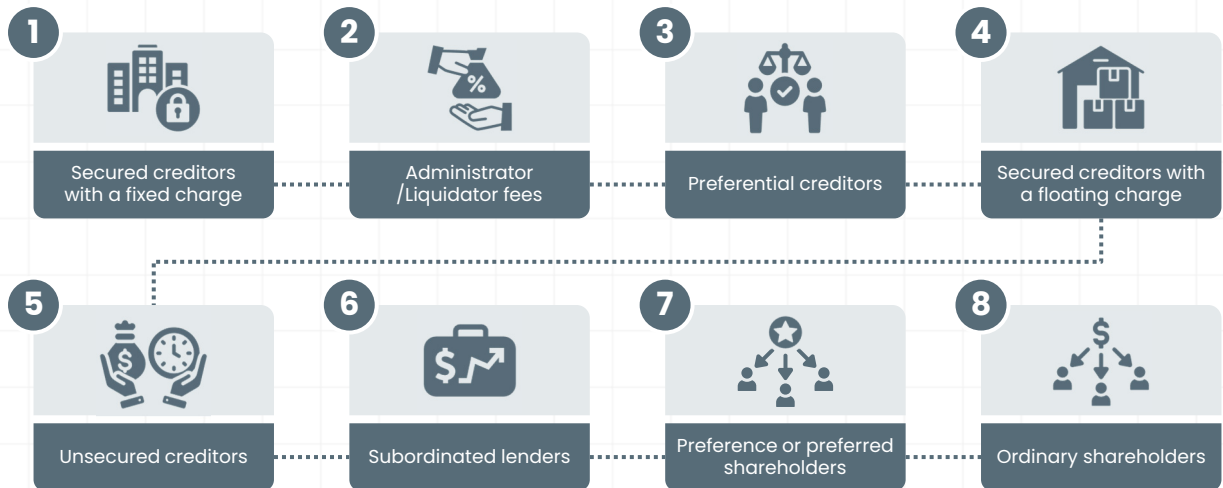 1
Secured creditors
with a fixed charge
2
Administrator
/Liquidator fees
%
3
Preferential creditors
4
Secured creditors with
a floating charge
5
$
Unsecured creditors
6
$
Subordinated lenders
7
Preference or preferred
shareholders
8
$
Ordinary shareholders